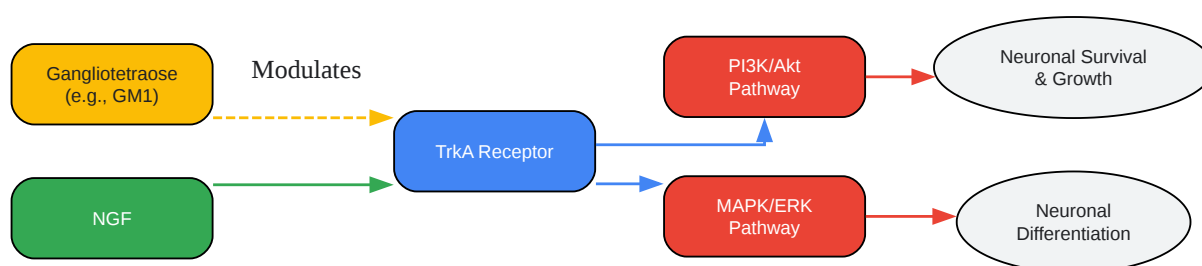 Gangliotetraose
(e.g., GM1)
Modulates
NGF
TrkA Receptor
PI3K/Akt
Pathway
MAPK/ERK
Pathway
Neuronal Survival
& Growth
Neuronal
Differentiation